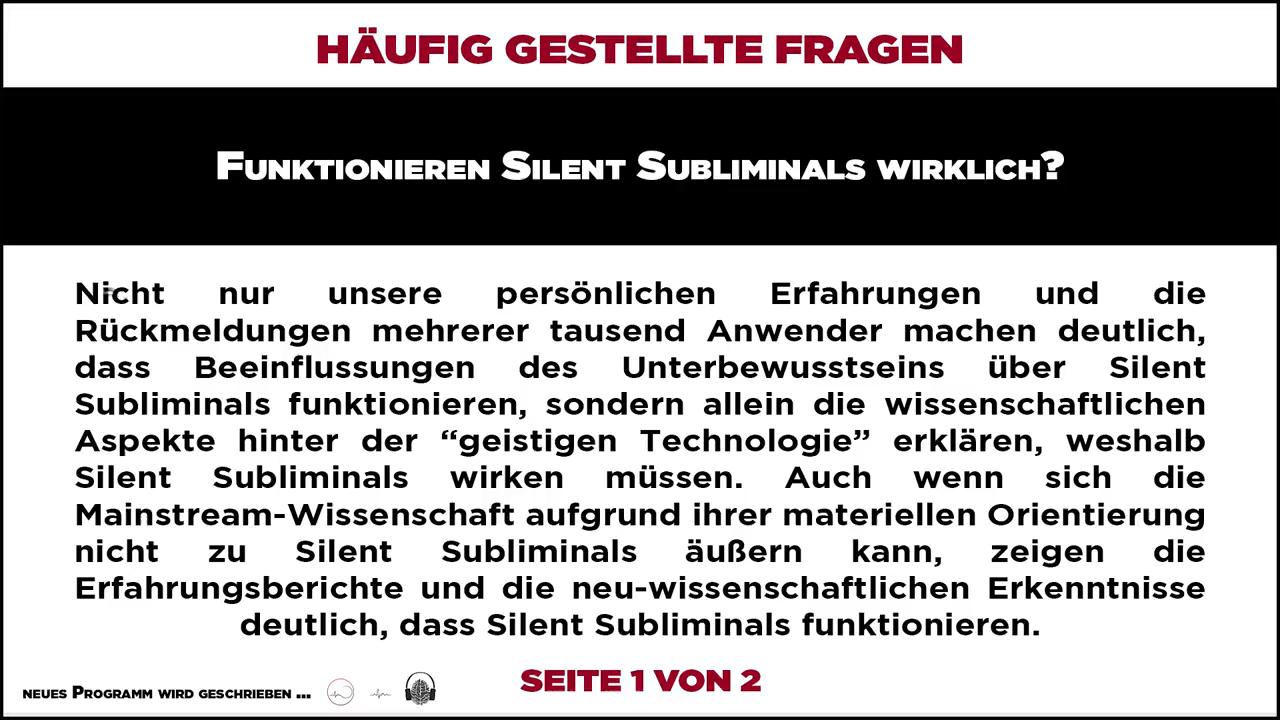 HÄUFIG GESTELLTE FRAGEN
Funktionieren Silent Subliminals wirklich?
Nicht nur unsere persönlichen Erfahrungen und die
Rückmeldungen mehrerer tausend Anwender machen deutlich,
dass Beeinflussungen des Unterbewusstseins über Silent
Subliminals funktionieren, sondern allein die wissenschaftlichen
Aspekte hinter der “geistigen Technologie” erklären, weshalb
Silent Subliminals wirken müssen. Auch wenn sich die
Mainstream-Wissenschaft aufgrund ihrer materiellen Orientierung
nicht zu Silent Subliminals äußern kann, zeigen die
Erfahrungsberichte und die neu-wissenschaftlichen Erkenntnisse
deutlich, dass Silent Subliminals funktionieren.
neues Programm wird geschrieben ...
SEITE 1 VON 2